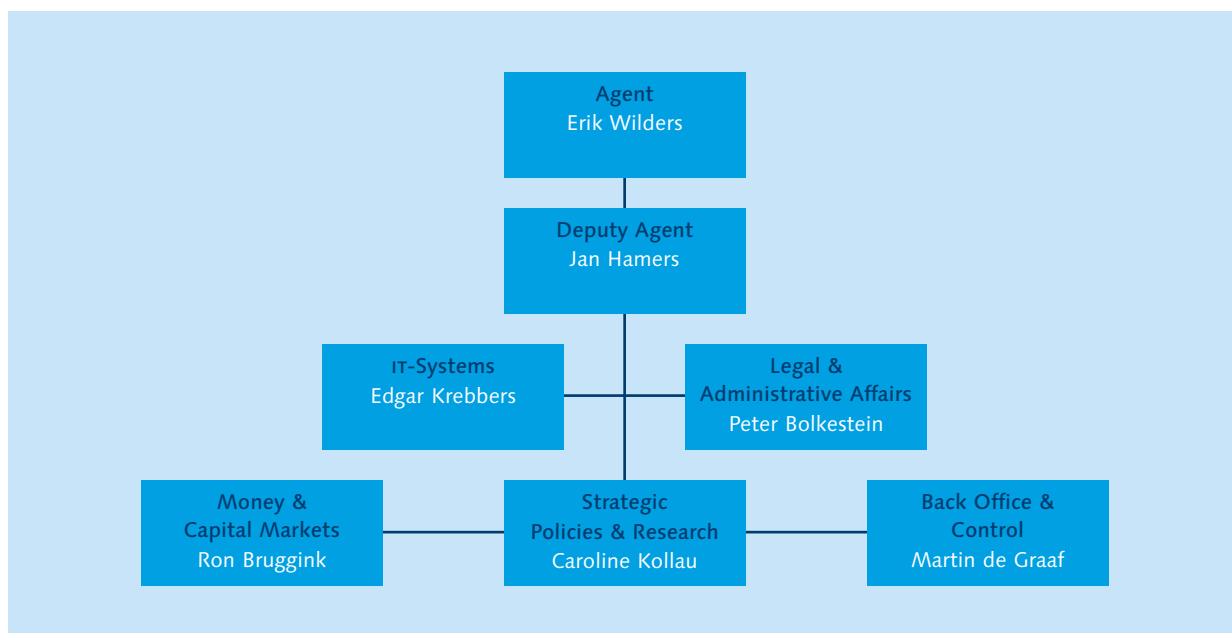 Agent
Erik Wilders
Deputy Agent
Jan Hamers
IT-Systems
Edgar Krebbers
Legal &
Administrative Affairs
Peter Bolkestein
Money &
Capital Markets
Ron Bruggink
Strategic
Policies & Research
Caroline Kollau
Back Office &
Control
Martin de Graaf